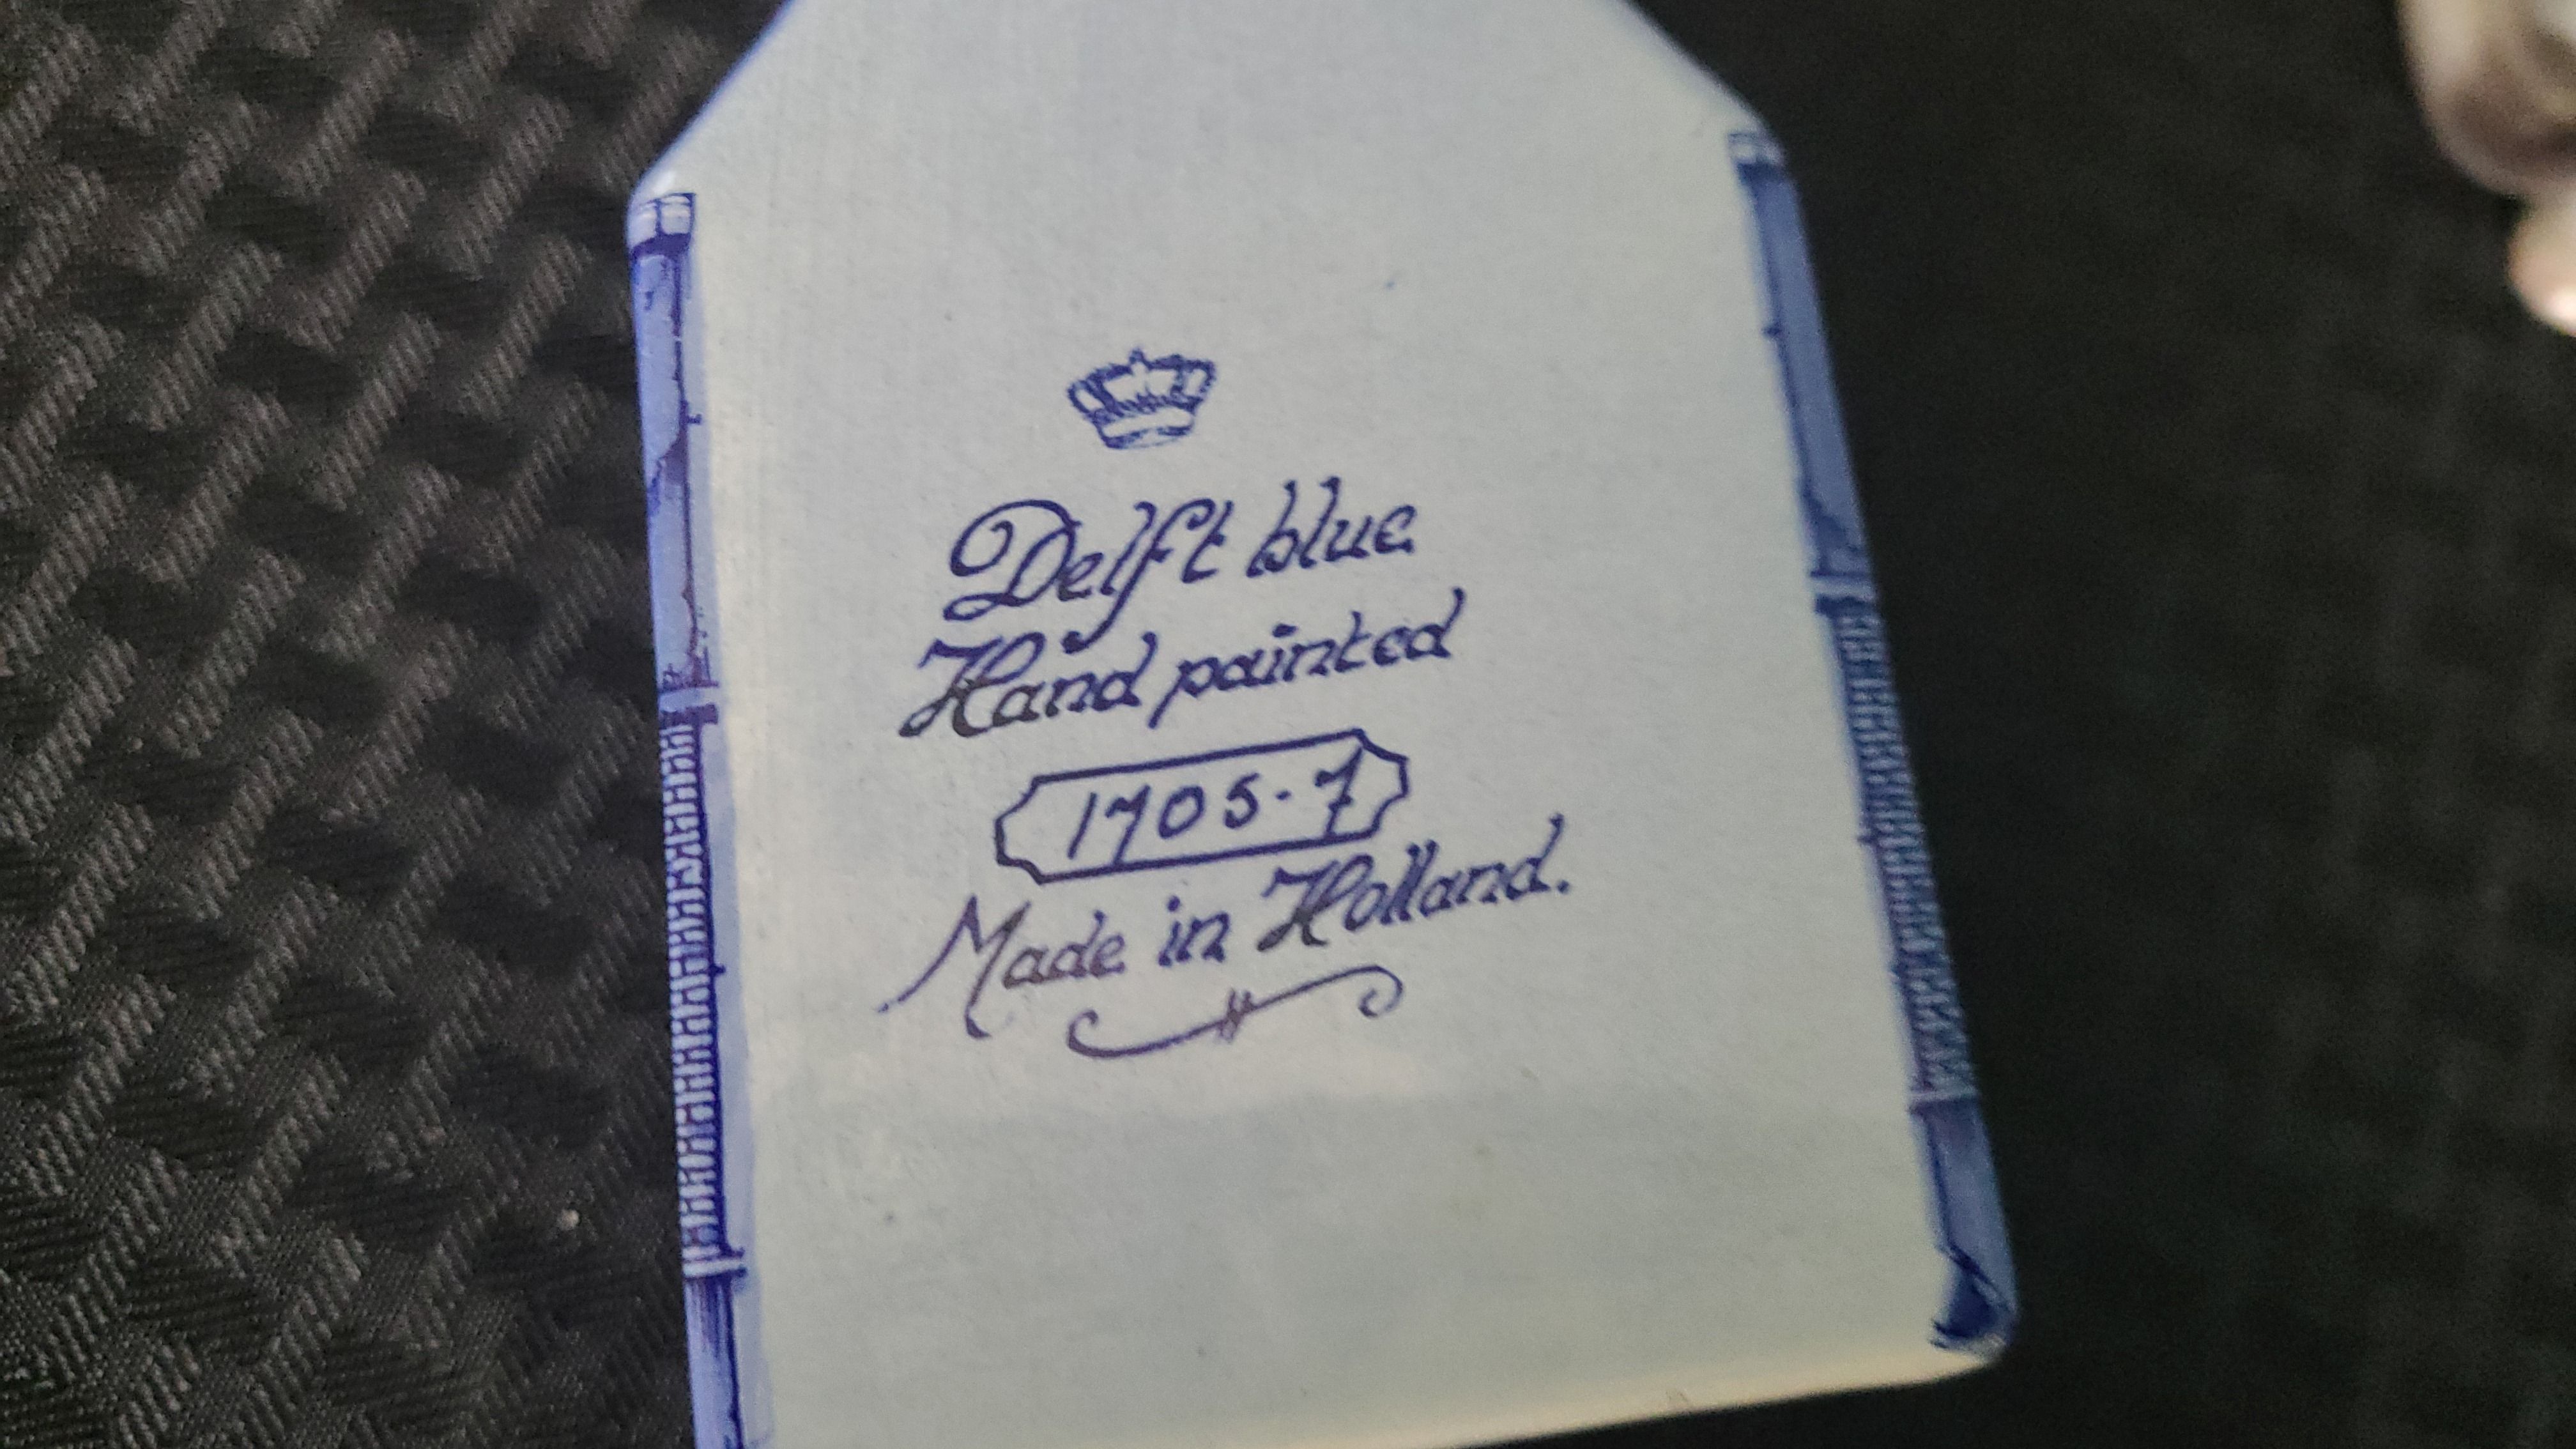 Delft blue
Hand painted
1705-7
Made in Holland.